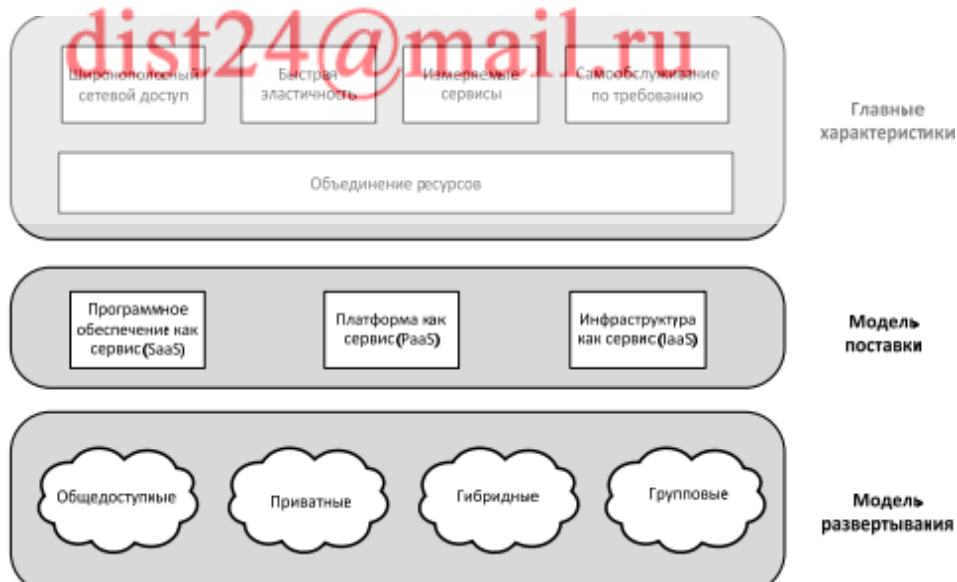 dist24@mail.ru
Широкополосный
сетевой доступ
Быстрая
эластичность
Измеряемые
сервисы
Самообслуживание
по требованию
Главные
характеристики
Объединение ресурсов
Программное
обеспечение как
сервис(SaaS)
Платформа как
сервис(PaaS)
Инфраструктура
как сервис(IaaS)
Модель
поставки
Общедоступные
Приватные
Гибридные
Групповые
Модель
развертывания